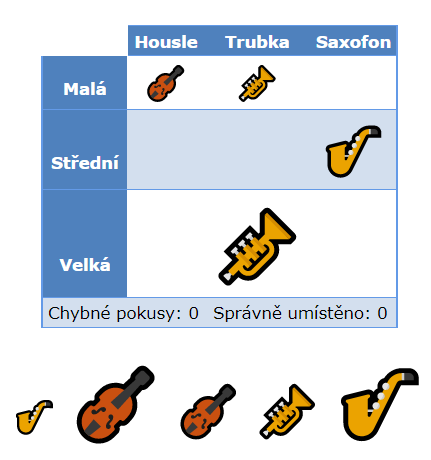 Housle Trubka Saxofon
Malá
Střední
Velká
Chybné pokusy: 0 Správně umístěno: 0